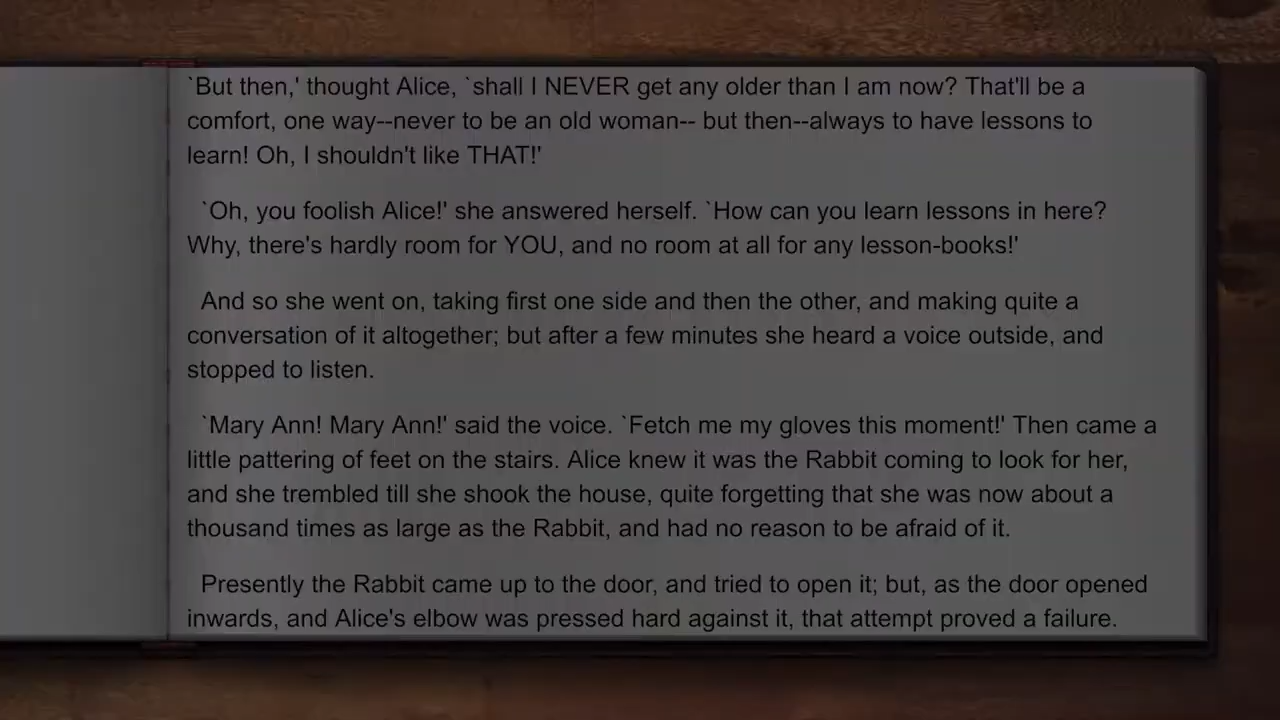 `But then,' thought Alice, `shall I NEVER get any older than I am now? That'll be a
comfort, one way--never to be an old woman-- but then--always to have lessons to
learn! Oh, I shouldn't like THAT!'
`Oh, you foolish Alice!' she answered herself. `How can you learn lessons in here?
Why, there's hardly room for YOU, and no room at all for any lesson-books!'
And so she went on, taking first one side and then the other, and making quite a
conversation of it altogether; but after a few minutes she heard a voice outside, and
stopped to listen.
`Mary Ann! Mary Ann!' said the voice. `Fetch me my gloves this moment!' Then came a
little pattering of feet on the stairs. Alice knew it was the Rabbit coming to look for her,
and she trembled till she shook the house, quite forgetting that she was now about a
thousand times as large as the Rabbit, and had no reason to be afraid of it.
Presently the Rabbit came up to the door, and tried to open it; but, as the door opened
inwards, and Alice's elbow was pressed hard against it, that attempt proved a failure.